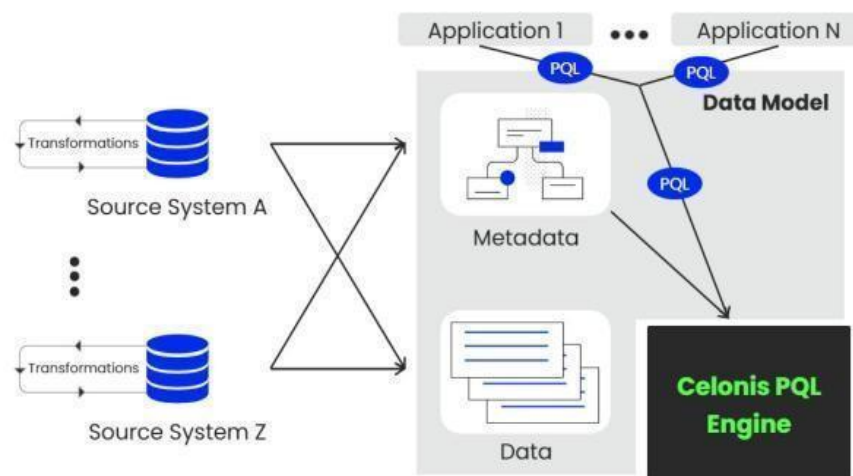 Application 1
Application N
PQL
PQL
Data Model
Transformations
Source System A
PQL
Metadata
Transformations
Source System Z
Data
Celonis PQL
Engine